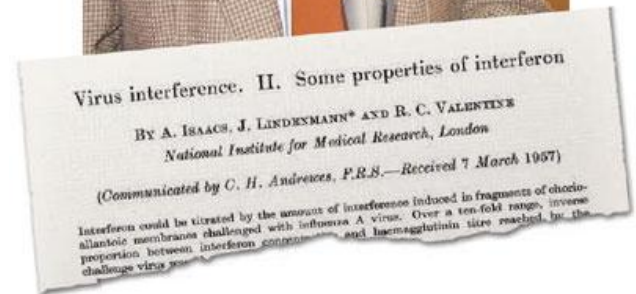 Virus interference. II. Some properties of interferon
BY A. ISAACS, J. LINDENMANN* AND R. C. VALENTINE
National Institute for Medical Research, London
(Communicated by C. H. Andrewes, F.R.S.—Received 7 March 1957)
Interferon could be titrated by the amount of interference induced in fragments of chorio-
allantoic membranes challenged with influenza A virus. Over a ten-fold range, inverse
proportion between interferon and haemagglutinin titre reached by the
challenge virus